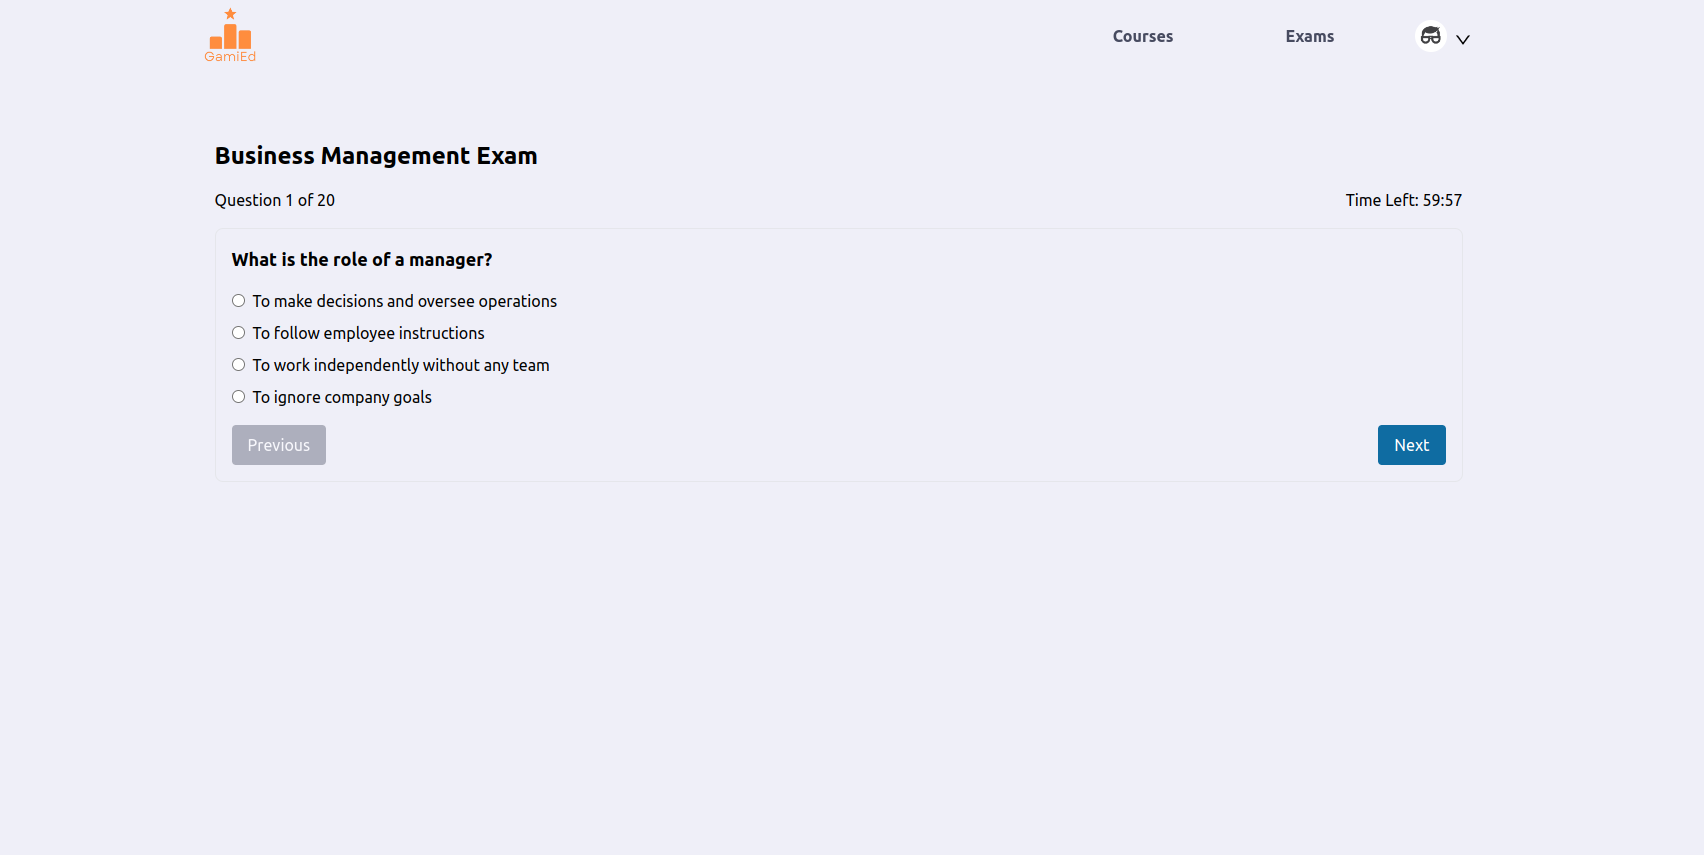 GamiEd
Courses
Exams
Business Management Exam
Question 1 of 20
Time Left: 59:57
What is the role of a manager?
To make decisions and oversee operations
To follow employee instructions
To work independently without any team
To ignore company goals
Previous
Next